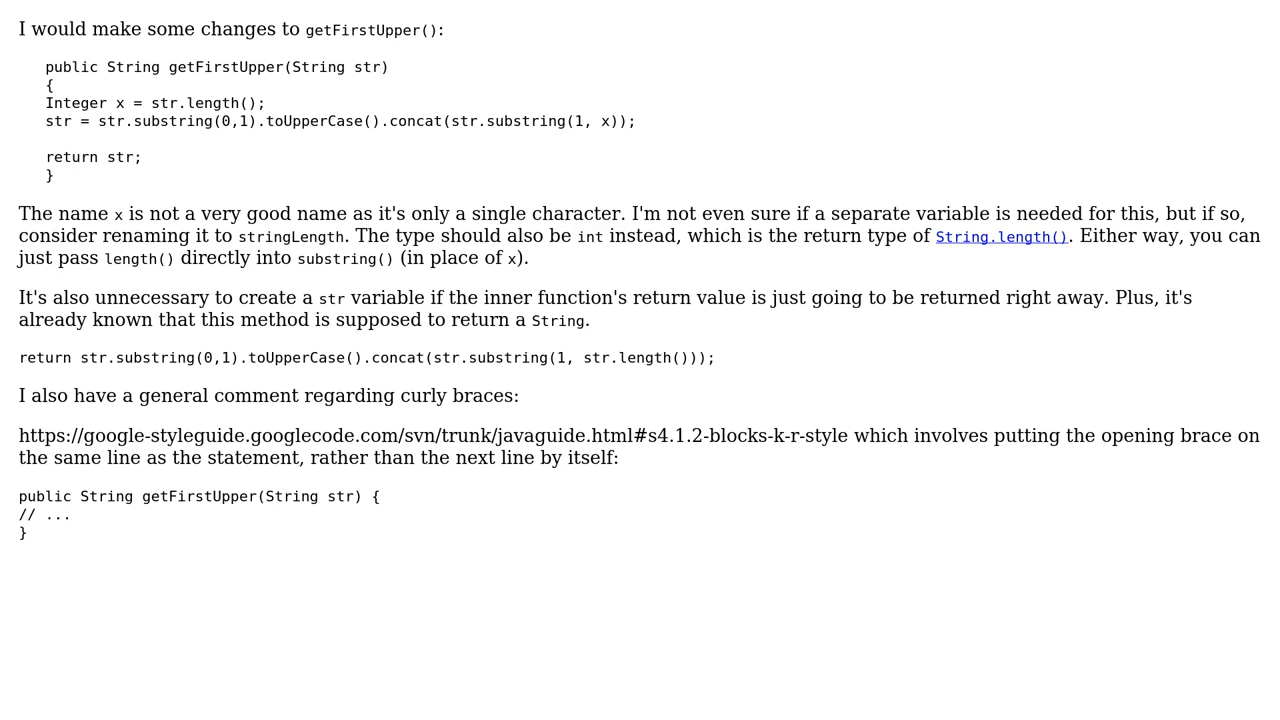 I would make some changes to getFirstUpper():
public String getFirstUpper(String str)
{
Integer x = str.length();
str = str.substring(0,1).toUpperCase().concat(str.substring(1, x));
return str;
}
The name x is not a very good name as it's only a single character. I'm not even sure if a separate variable is needed for this, but if so,
consider renaming it to stringLength. The type should also be int instead, which is the return type of String.length(). Either way, you can
just pass length() directly into substring() (in place of x).
It's also unnecessary to create a str variable if the inner function's return value is just going to be returned right away. Plus, it's
already known that this method is supposed to return a String.
return str.substring(0,1).toUpperCase().concat(str.substring(1, str.length()));
I also have a general comment regarding curly braces:
https://google-styleguide.googlecode.com/svn/trunk/javaguide.html#s4.1.2-blocks-k-r-style which involves putting the opening brace on
the same line as the statement, rather than the next line by itself:
public String getFirstUpper(String str) {
// ...
}